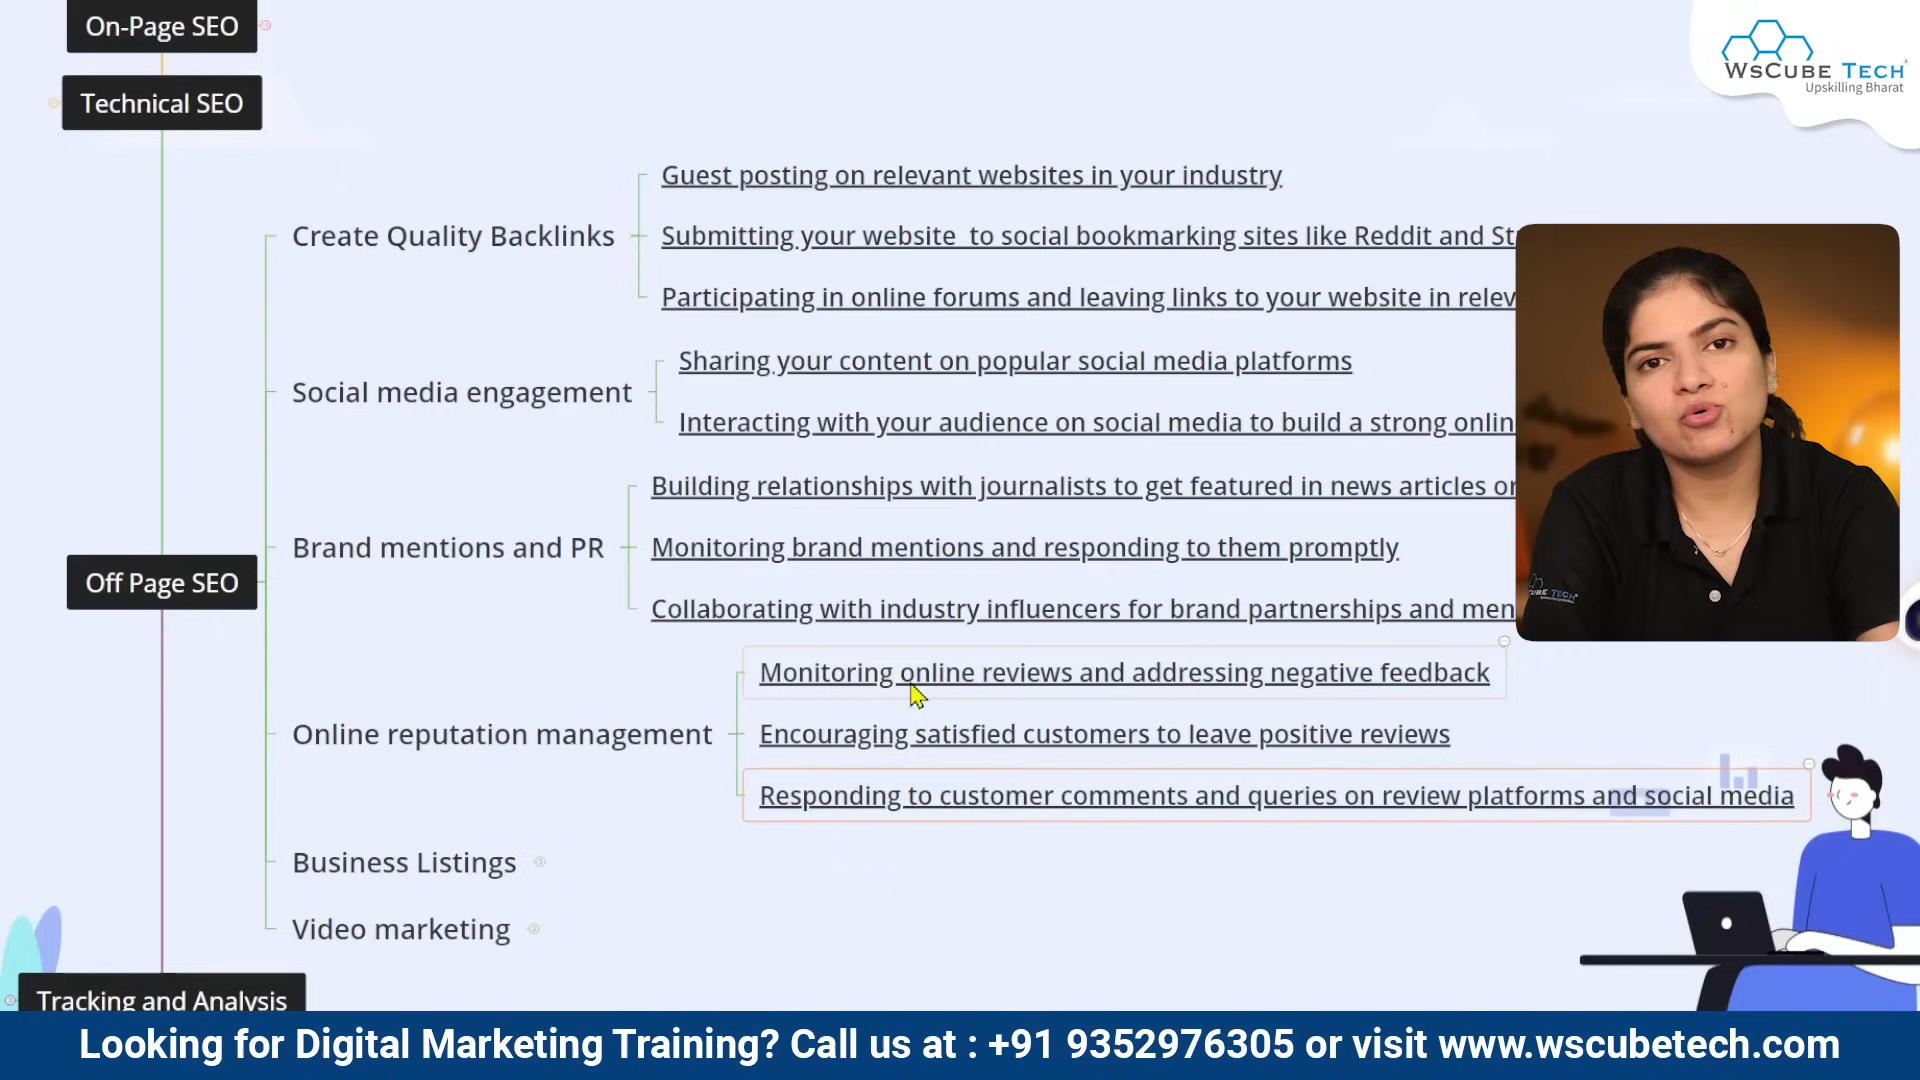 On-Page SEO
Technical SEO
WsCube Tech
Upskilling Bharat
Create Quality Backlinks
Guest posting on relevant websites in your industry
Submitting your website to social bookmarking sites like Reddit and
Participating in online forums and leaving links to your website in
Social media engagement
Sharing your content on popular social media platforms
Interacting with your audience on social media to build a strong
Brand mentions and PR
Building relationships with journalists to get featured in news articles
Monitoring brand mentions and responding to them promptly
Collaborating with industry influencers for brand partnerships and
Off Page SEO
Online reputation management
Monitoring online reviews and addressing negative feedback
Encouraging satisfied customers to leave positive reviews
Responding to customer comments and queries on review platforms and social media
Business Listings
Video marketing
Tracking and Analysis
Looking for Digital Marketing Training? Call us at : +91 9352976305 or visit www.wscubetech.com